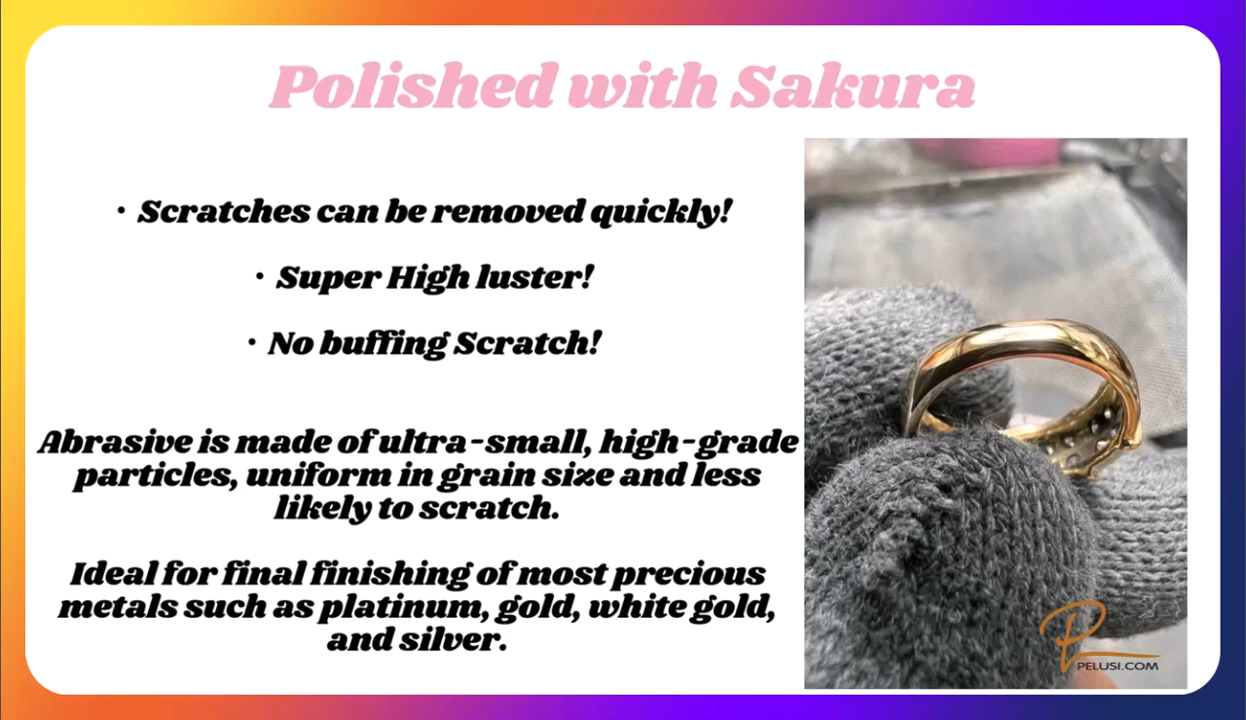 Polished with Sakura
· Scratches can be removed quickly!
· Super High luster!
· No buffing Scratch!
Abrasive is made of ultra-small, high-grade
particles, uniform in grain size and less
likely to scratch.
Ideal for final finishing of most precious
metals such as platinum, gold, white gold,
and silver.
P
PELUSI.COM